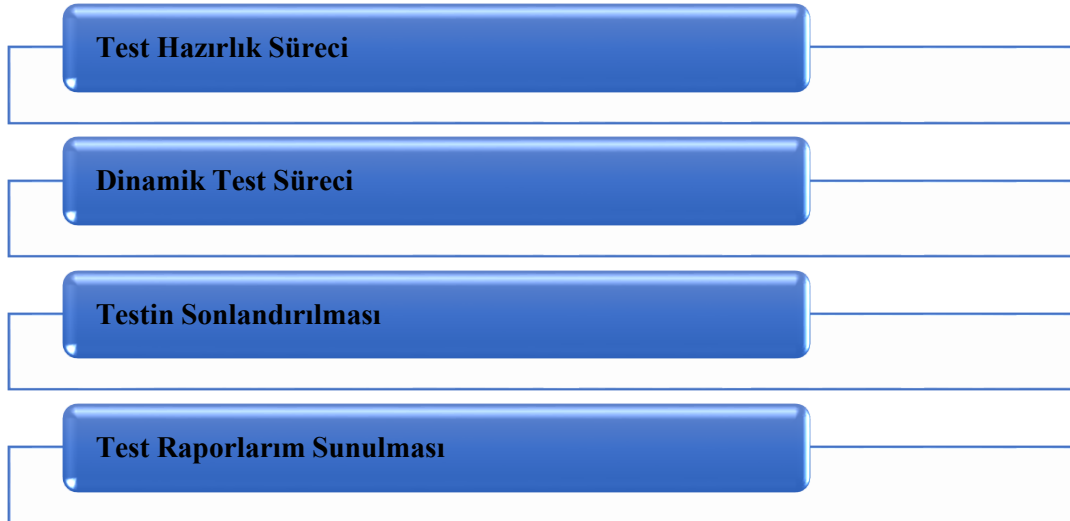 Test Hazırlık Süreci
Dinamik Test Süreci
Testin Sonlandırılması
Test Raporlarım Sunulması